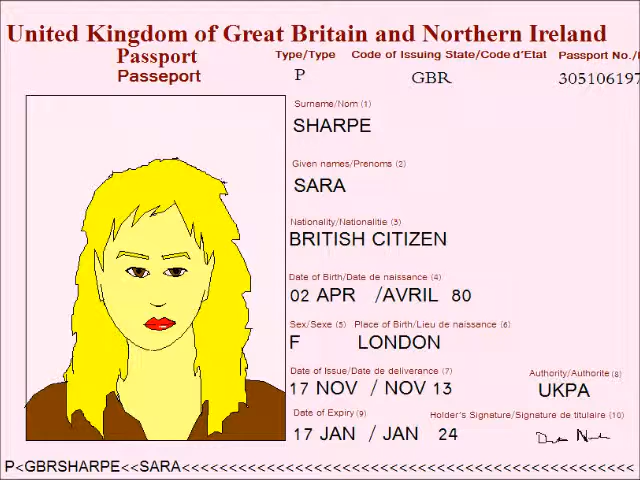 United Kingdom of Great Britain and Northern Ireland
Passport
Passeport
Type/Type Code of Issuing State/Code d'Etat Passport No./
P GBR 305106197
Surname/Nom (1)
SHARPE
Given names/Prenoms (2)
SARA
Nationality/Nationalitie (3)
BRITISH CITIZEN
Date of Birth/Date de naissance (4)
02 APR /AVRIL 80
Sex/Sexe (5) Place of Birth/Lieu de naissance (6)
F LONDON
Date of Issue/Date de deliverance (7) Authority/Authorite (8)
17 NOV / NOV 13 UKPA
Date of Expiry (9) Holder's Signature/Signature de titulaire (10)
17 JAN / JAN 24
P<GBRSHARPE<<SARA<<<<<<<<<<<<<<<<<<<<<<<<<<<<<<<<<<<<<